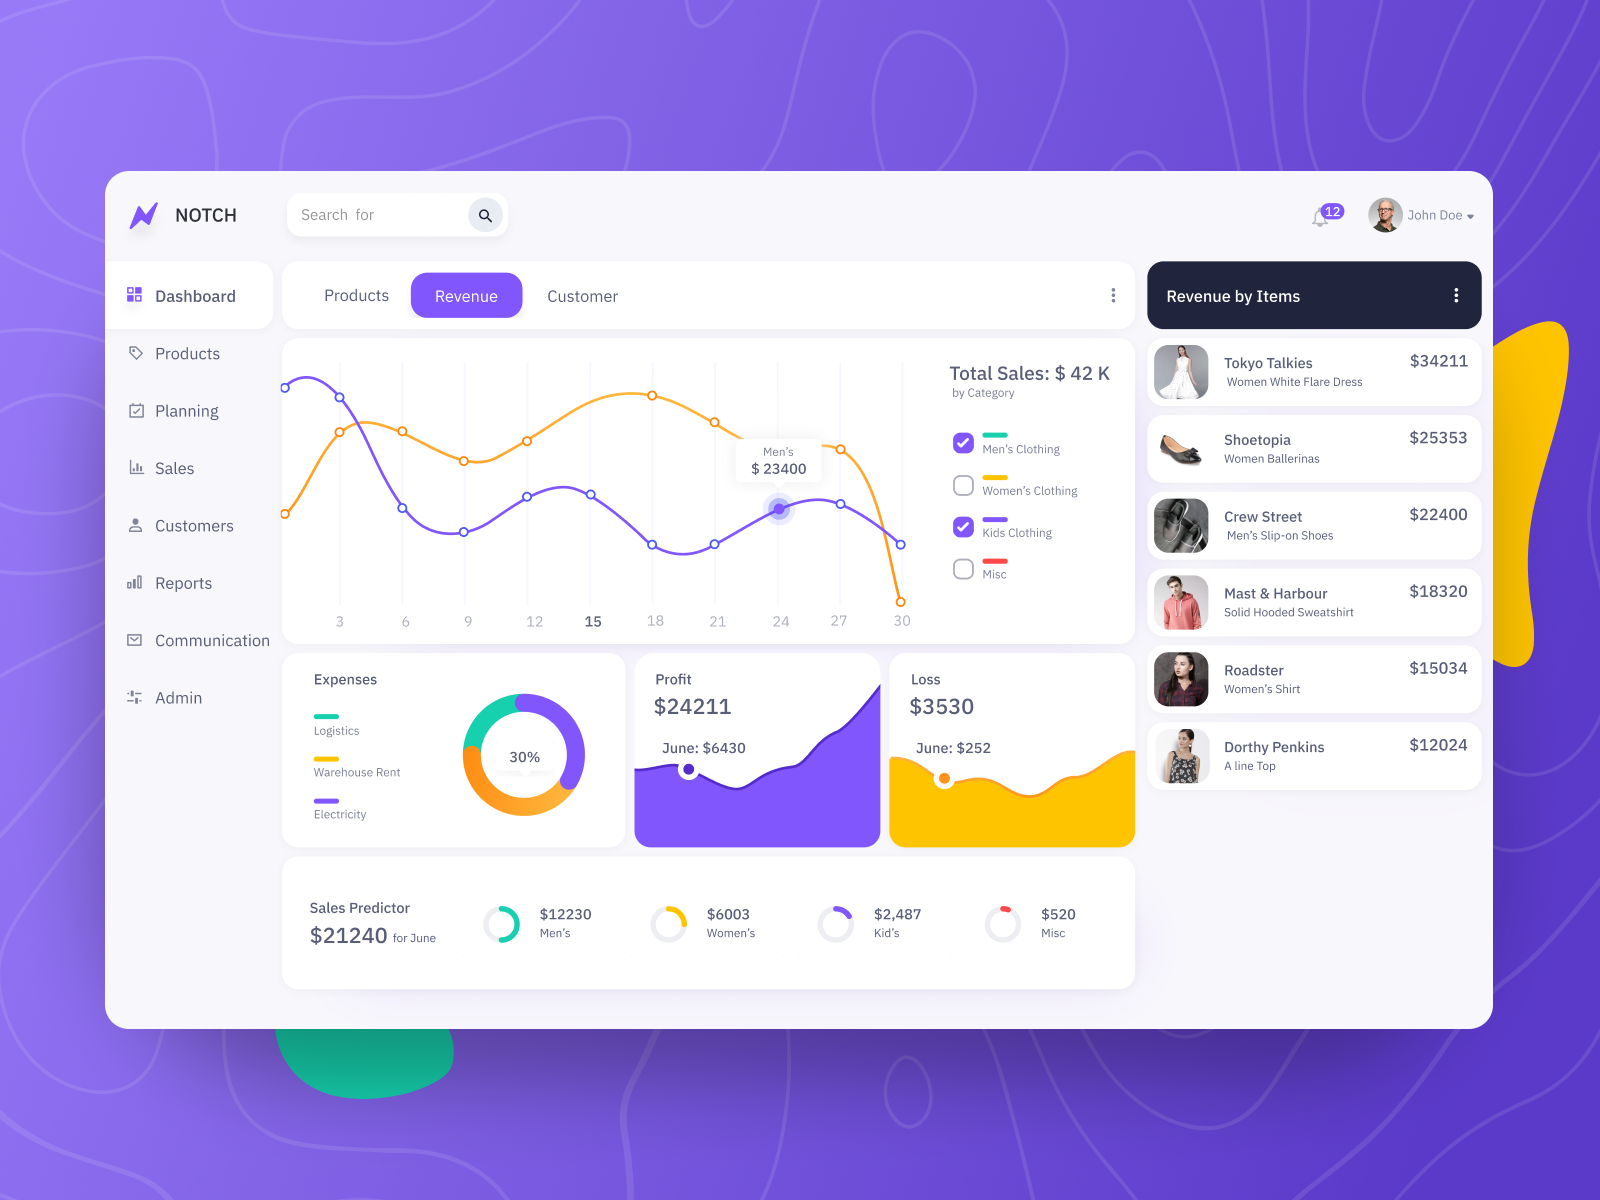 NOTCH
Search for
12
John Doe
Dashboard
Products
Planning
Sales
Customers
Reports
Communication
Admin
Products
Revenue
Customer
Total Sales: $ 42 K
by Category
Men's Clothing
Women's Clothing
Kids Clothing
Misc
Men's
$ 23400
3
6
9
12
15
18
21
24
27
30
Expenses
Logistics
Warehouse Rent
Electricity
30%
Profit
$24211
June: $6430
Loss
$3530
June: $252
Sales Predictor
$21240 for June
$12230
Men's
$6003
Women's
$2,487
Kid's
$520
Misc
Revenue by Items
Tokyo Talkies
Women White Flare Dress
$34211
Shoetopia
Women Ballerinas
$25353
Crew Street
Men's Slip-on Shoes
$22400
Mast & Harbour
Solid Hooded Sweatshirt
$18320
Roadster
Women's Shirt
$15034
Dorthy Penkins
A line Top
$12024